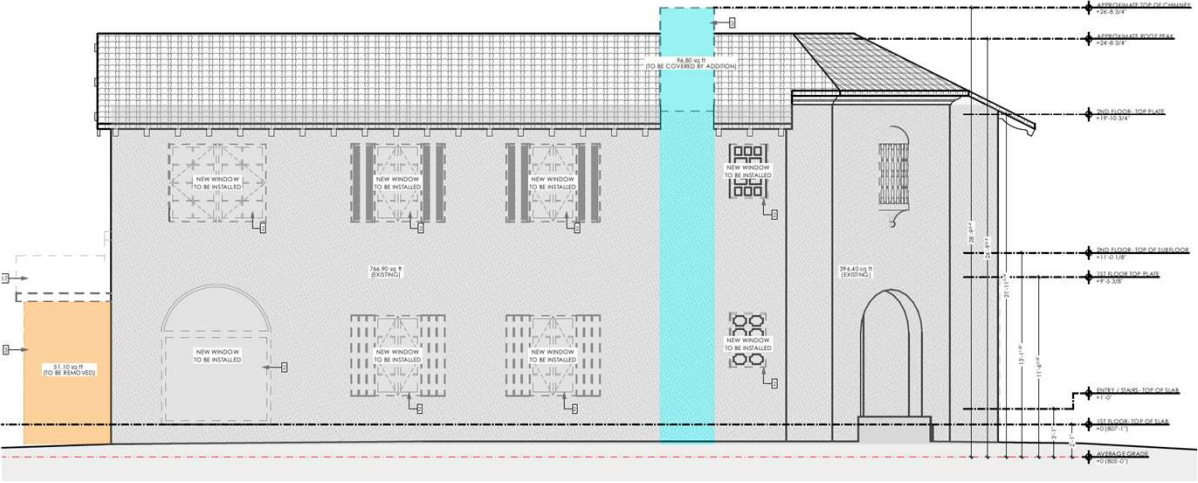 APPROXIMATE TOP OF CHIMNEY
+26'-8 3/4"
APPROXIMATE ROOF PEAK
+24'-8 3/4"
96.80 sq ft
(TO BE COVERED BY ADDITION)
2ND FLOOR- TOP PLATE
+19'-10 3/4"
NEW WINDOW
TO BE INSTALLED
NEW WINDOW
TO BE INSTALLED
NEW WINDOW
TO BE INSTALLED
NEW WINDOW
TO BE INSTALLED
2ND FLOOR- TOP OF SUBFLOOR
+11'-0 1/8"
766.90 sq ft
(EXISTING)
396.40 sq ft
(EXISTING)
1ST FLOOR TOP PLATE
+9'-5 3/8"
NEW WINDOW
TO BE INSTALLED
NEW WINDOW
TO BE INSTALLED
NEW WINDOW
TO BE INSTALLED
NEW WINDOW
TO BE INSTALLED
51.10 sq ft
(TO BE REMOVED)
ENTRY / STAIRS- TOP OF SLAB
+1'-0"
1ST FLOOR- TOP OF SLAB
+0 (807'-1")
AVERAGE GRADE
+0 (805'-0")